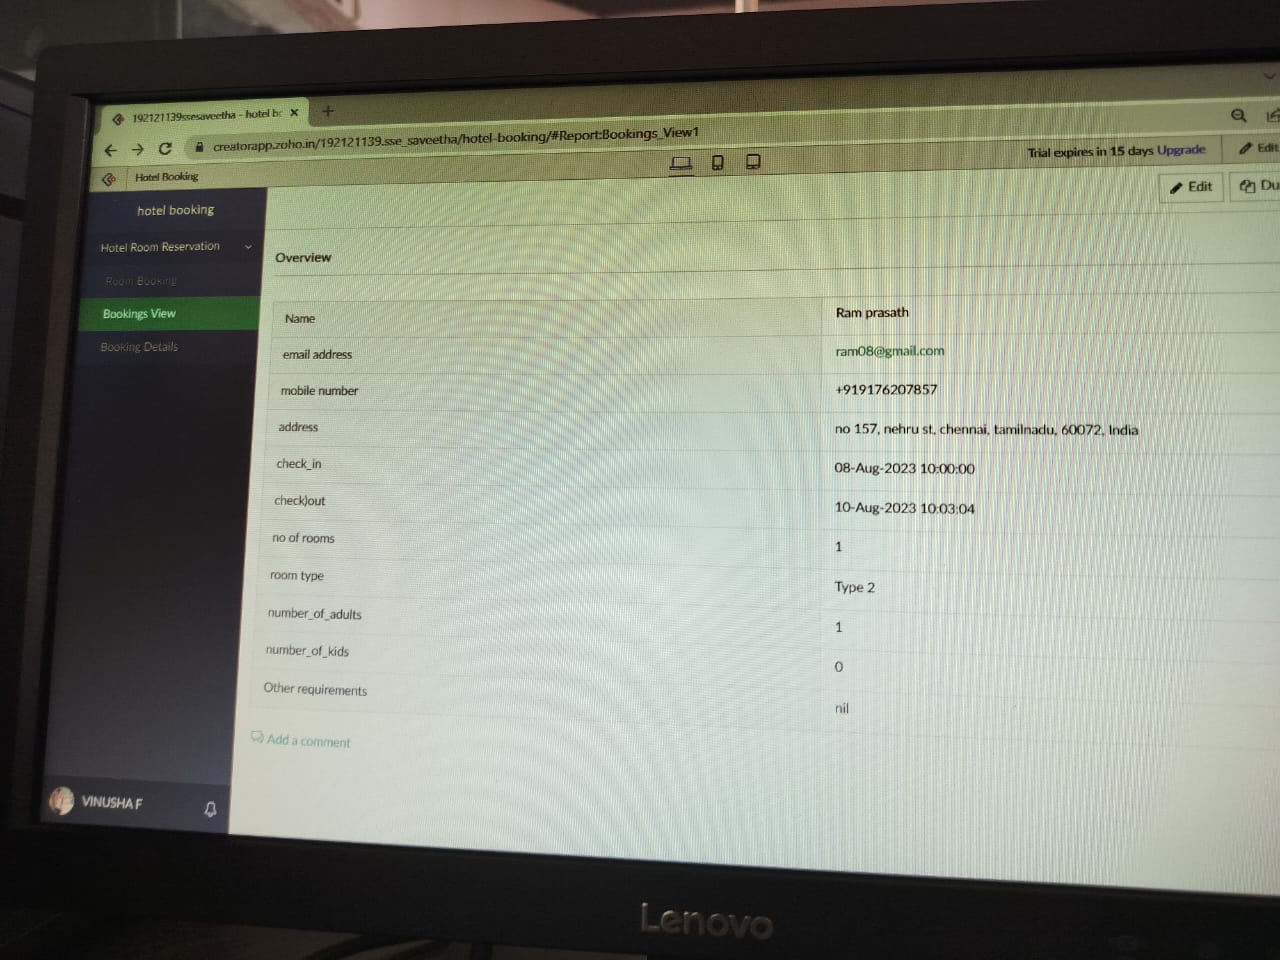 192121139ssesaveetha - hotel bc
creatorapp.zoho.in/192121139.sse_saveetha/hotel-booking/#Report:Bookings_View1
Hotel Booking
Trial expires in 15 days Upgrade
Edit
hotel booking
Edit
Du
Hotel Room Reservation
Room Booking
Bookings View
Booking Details
Overview
Name Ram prasath
email address ram08@gmail.com
mobile number +919176207857
address no 157, nehru st, chennai, tamilnadu, 60072, India
check_in 08-Aug-2023 10:00:00
check)out 10-Aug-2023 10:03:04
no of rooms 1
room type Type 2
number_of_adults 1
number_of_kids 0
Other requirements nil
Add a comment
VINUSHA F
Lenovo